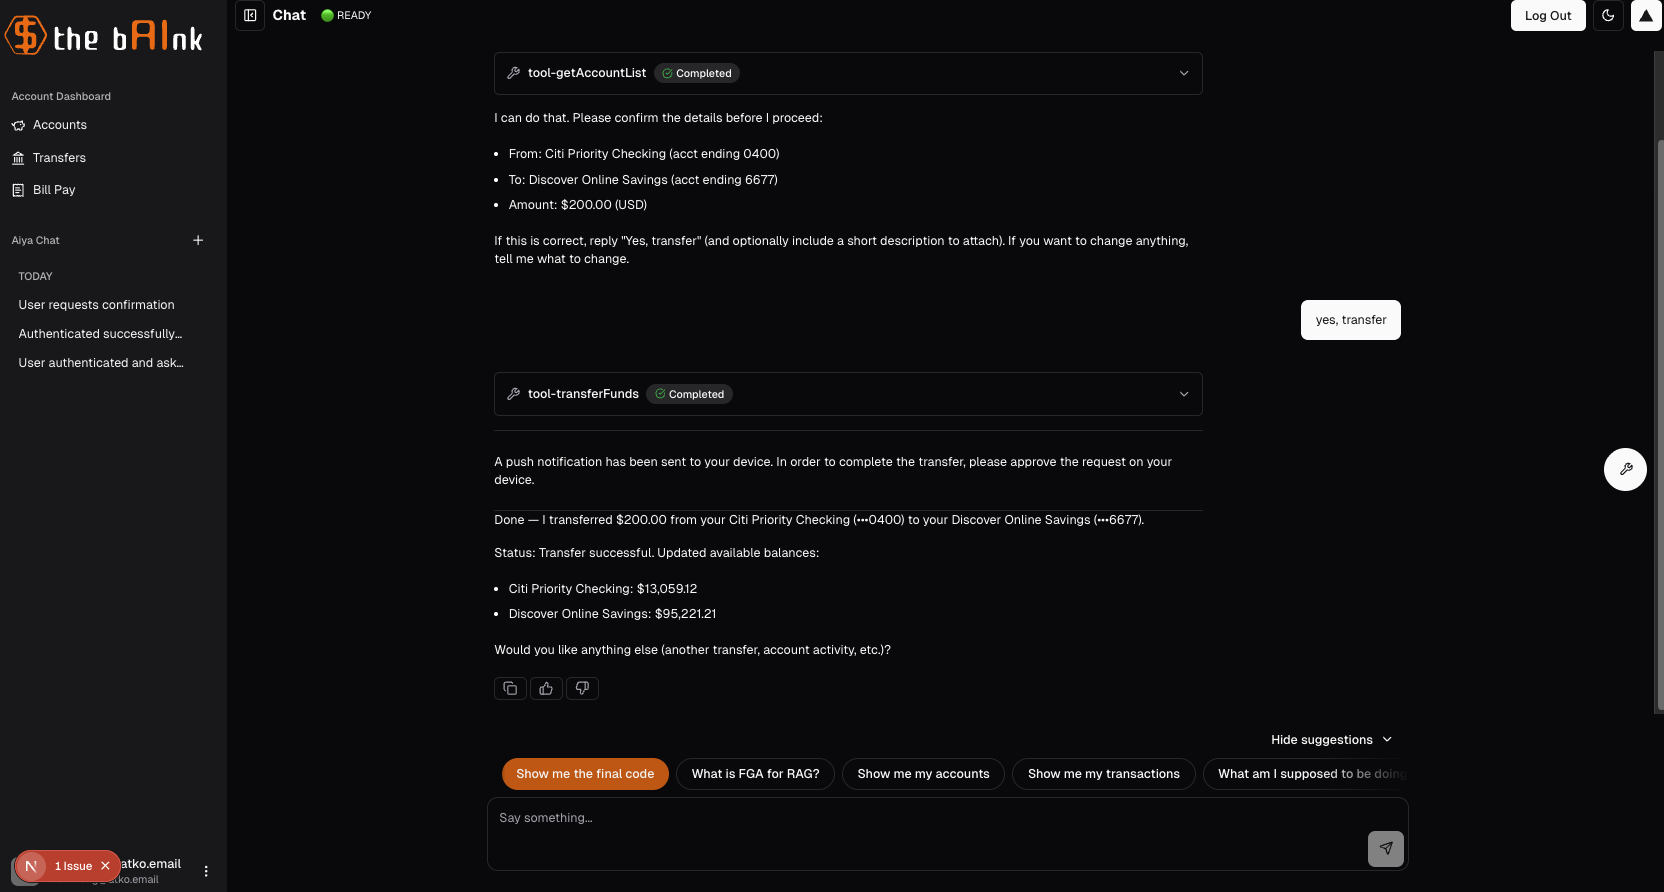 the bAInk
Chat
READY
Log Out
Account Dashboard
Accounts
Transfers
Bill Pay
Aiya Chat
TODAY
User requests confirmation
Authenticated successfully...
User authenticated and ask...
tool-getAccountList
Completed
I can do that. Please confirm the details before I proceed:
• From: Citi Priority Checking (acct ending 0400)
• To: Discover Online Savings (acct ending 6677)
• Amount: $200.00 (USD)
If this is correct, reply "Yes, transfer" (and optionally include a short description to attach). If you want to change anything,
tell me what to change.
yes, transfer
tool-transferFunds
Completed
A push notification has been sent to your device. In order to complete the transfer, please approve the request on your
device.
Done — I transferred $200.00 from your Citi Priority Checking (•••0400) to your Discover Online Savings (•••6677).
Status: Transfer successful. Updated available balances:
• Citi Priority Checking: $13,059.12
• Discover Online Savings: $95,221.21
Would you like anything else (another transfer, account activity, etc.)?
Hide suggestions
Show me the final code
What is FGA for RAG?
Show me my accounts
Show me my transactions
What am I supposed to be doing
Say something...
N
1 Issue
atko.email